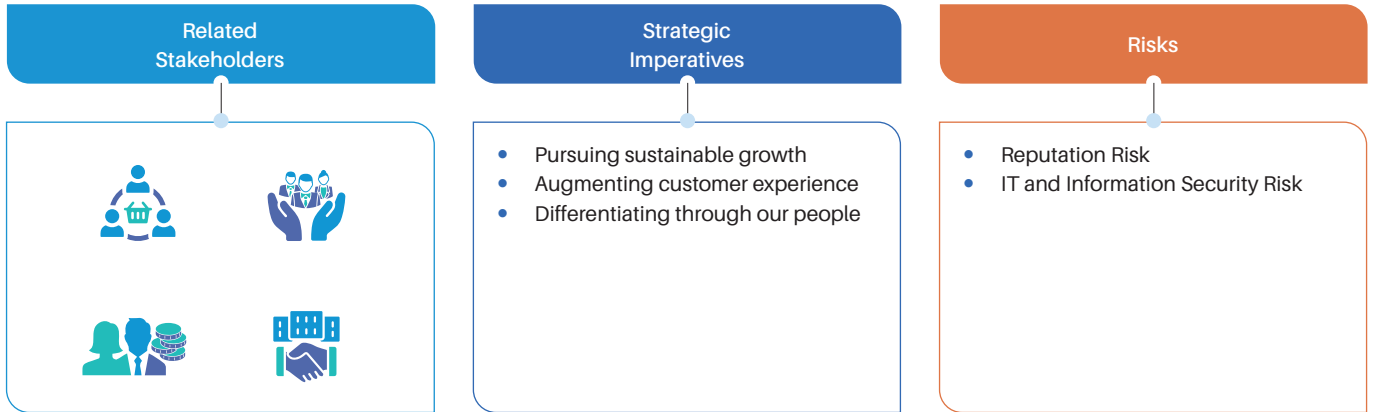 Related
Stakeholders
Strategic
Imperatives
Risks
• Pursuing sustainable growth
• Augmenting customer experience
• Differentiating through our people
• Reputation Risk
• IT and Information Security Risk